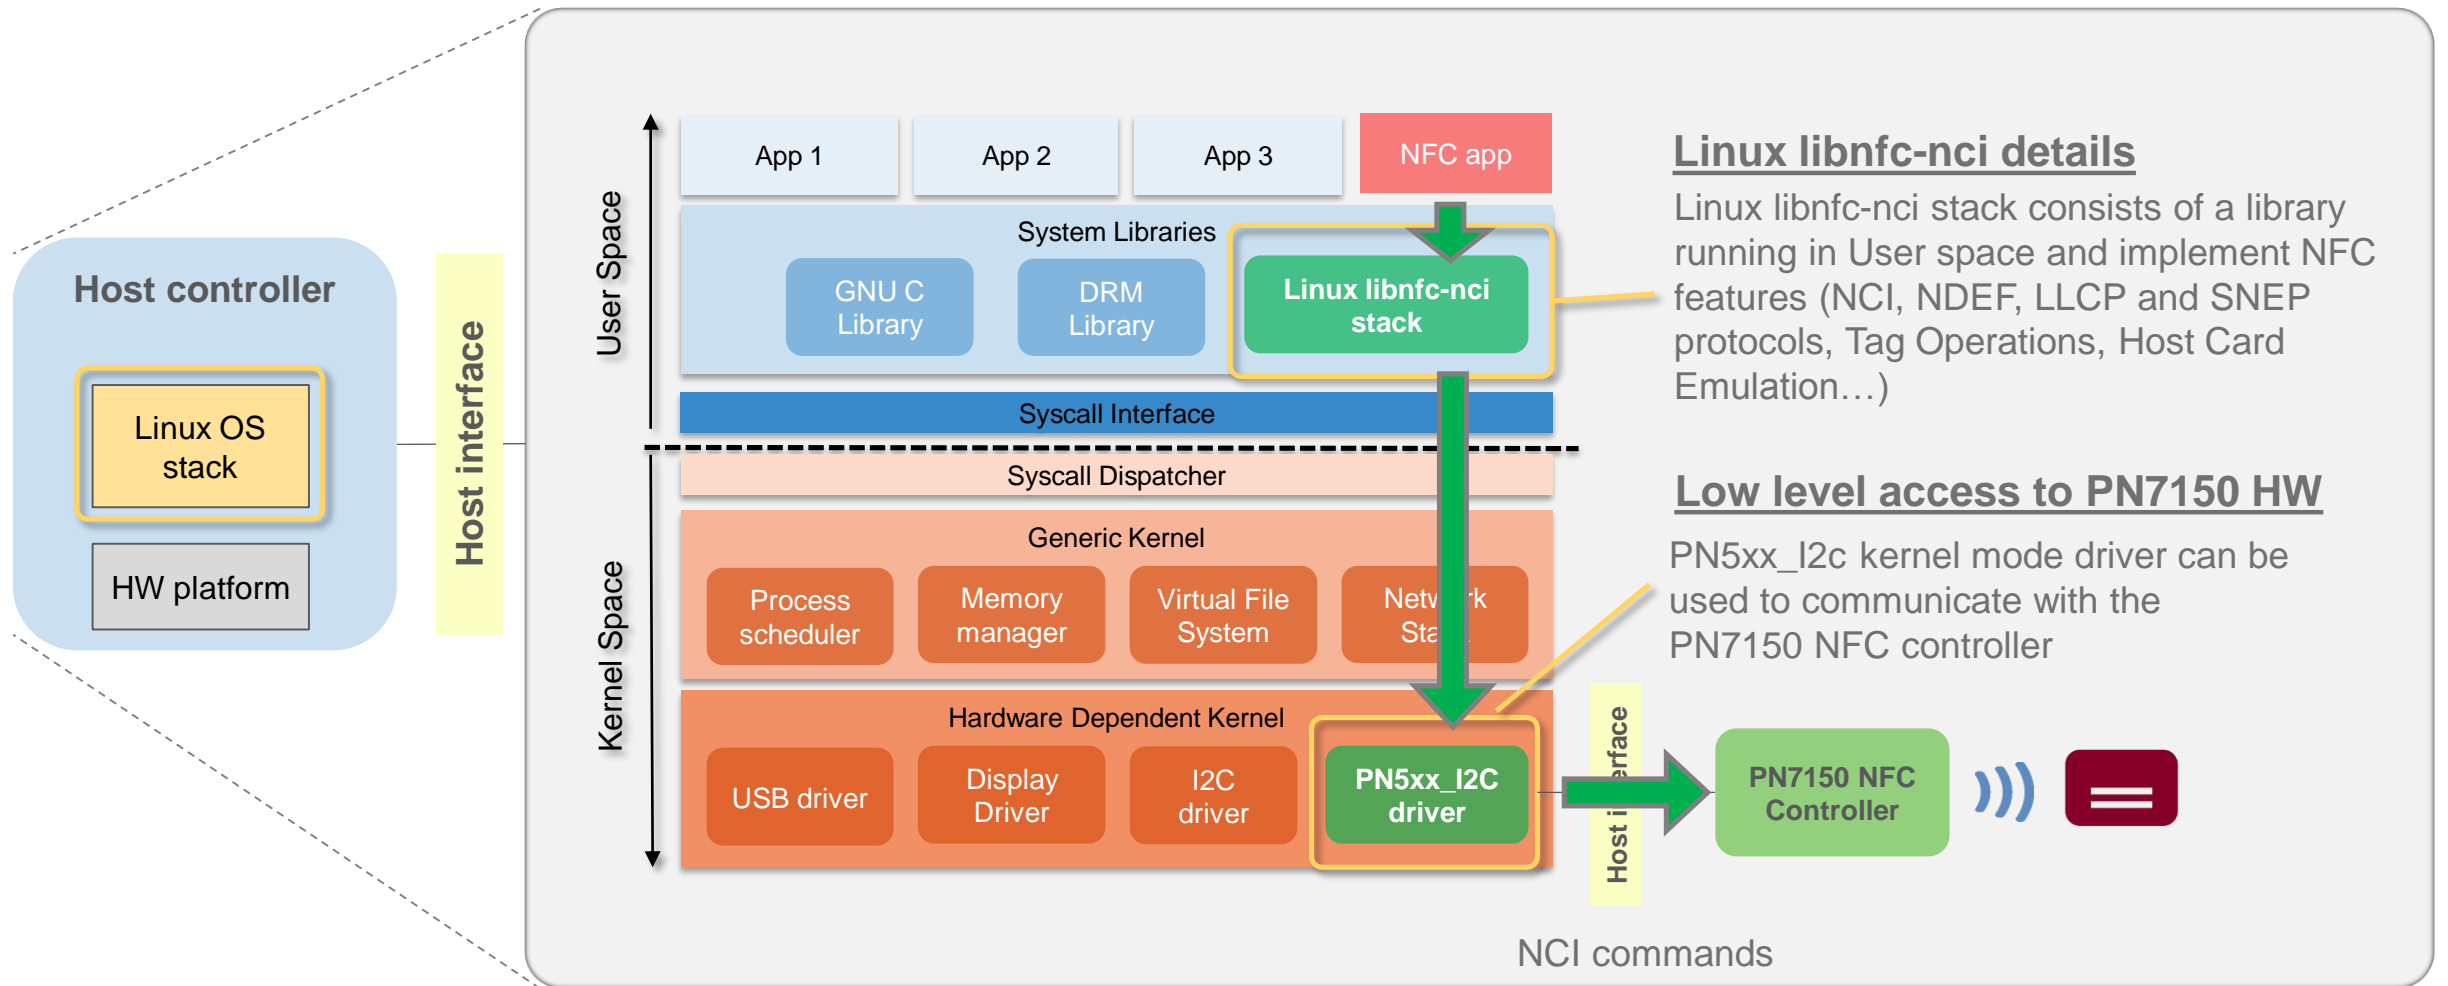 Host controller
Linux OS
stack
HW platform
Host interface
User Space
Kernel Space
App 1
App 2
App 3
NFC app
System Libraries
GNU C
Library
DRM
Library
Linux libnfc-nci
stack
Syscall Interface
Syscall Dispatcher
Generic Kernel
Process
scheduler
Memory
manager
Virtual File
System
Hardware Dependent Kernel
USB driver
Display
Driver
I2C
driver
PN5xx_I2C
driver
Host interface
PN7150 NFC
Controller
Linux libnfc-nci details
Linux libnfc-nci stack consists of a library
running in User space and implement NFC
features (NCI, NDEF, LLCP and SNEP
protocols, Tag Operations, Host Card
Emulation…)
Low level access to PN7150 HW
PN5xx_I2c kernel mode driver can be
used to communicate with the
PN7150 NFC controller
NCI commands